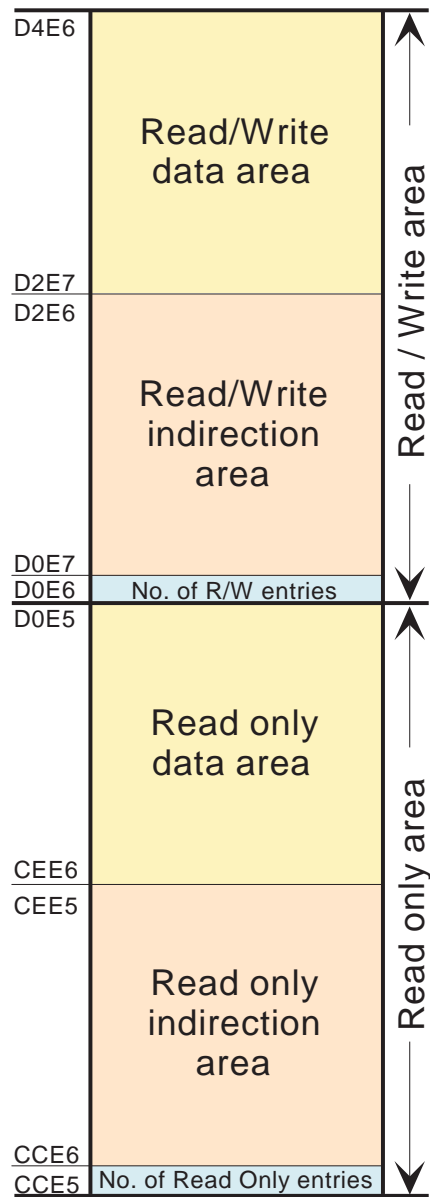 D4E6
Read/Write
data area
D2E7
D2E6
Read/Write
indirection
area
D0E7
D0E6
No. of R/W entries
Read / Write area
D0E5
Read only
data area
CEE6
CEE5
Read only
indirection
area
CCE6
CCE5
No. of Read Only entries
Read only area